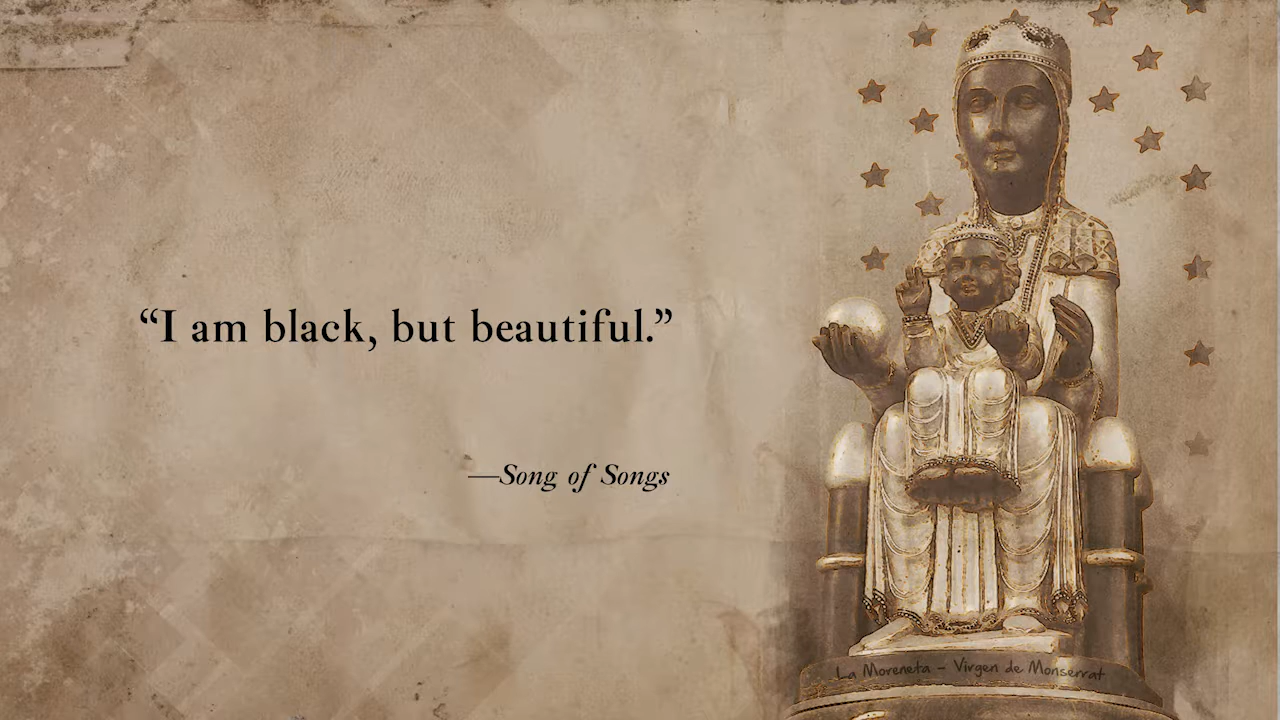 “I am black, but beautiful.”
—Song of Songs
La Moreneta - Virgen de Monserrat